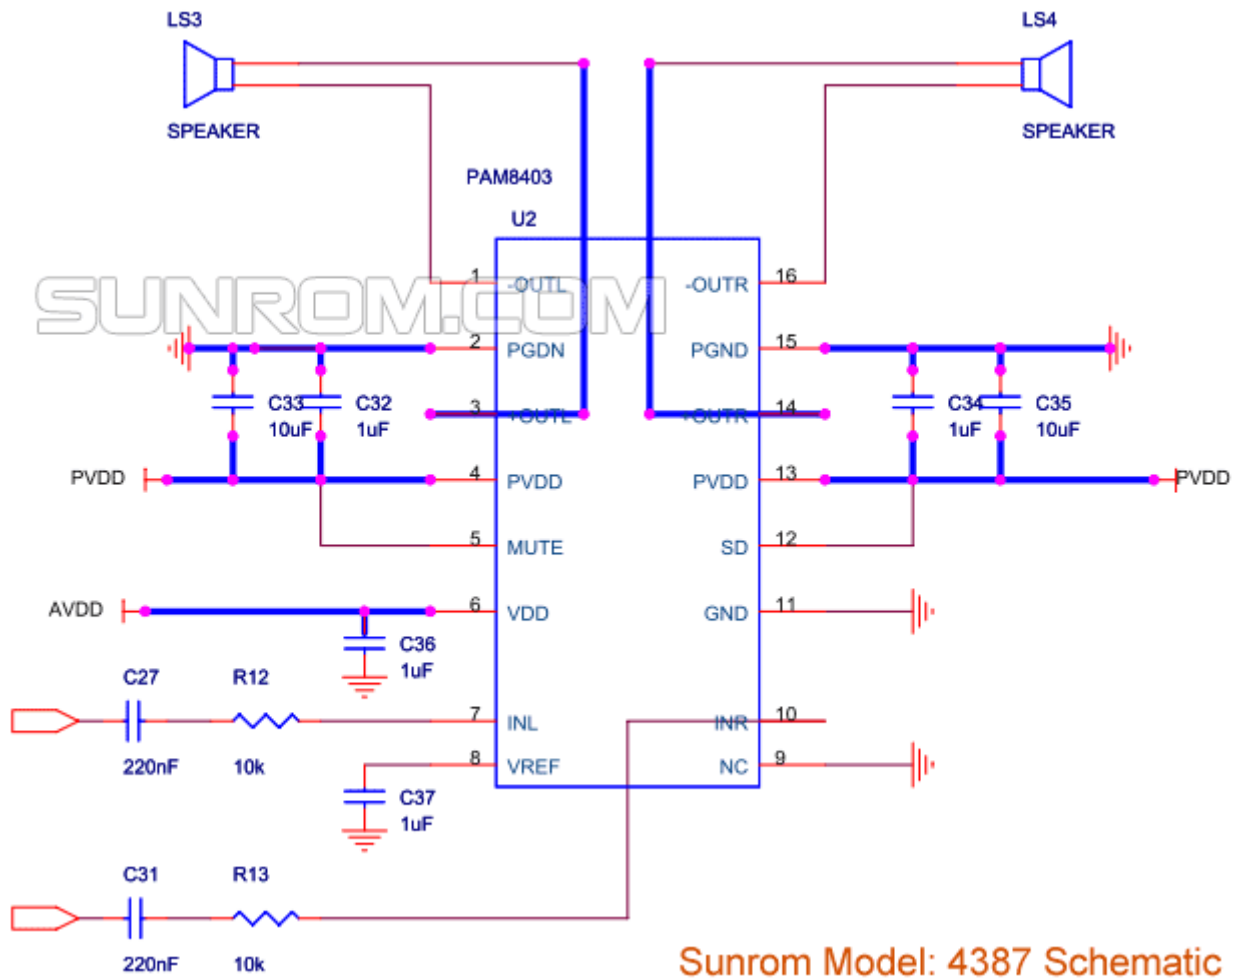 LS3
LS4
SPEAKER
SPEAKER
PAM8403
U2
SUNROM.COM
1 -OUTL
-OUTR 16
2 PGDN
PGND 15
3 +OUTL
+OUTR 14
C33
10uF
C32
1uF
C34
1uF
C35
10uF
PVDD
4 PVDD
PVDD 13
PVDD
5 MUTE
SD 12
AVDD
6 VDD
GND 11
C36
1uF
C27
R12
7 INL
INR 10
220nF
10k
8 VREF
NC 9
C37
1uF
C31
R13
220nF
10k
Sunrom Model: 4387 Schematic